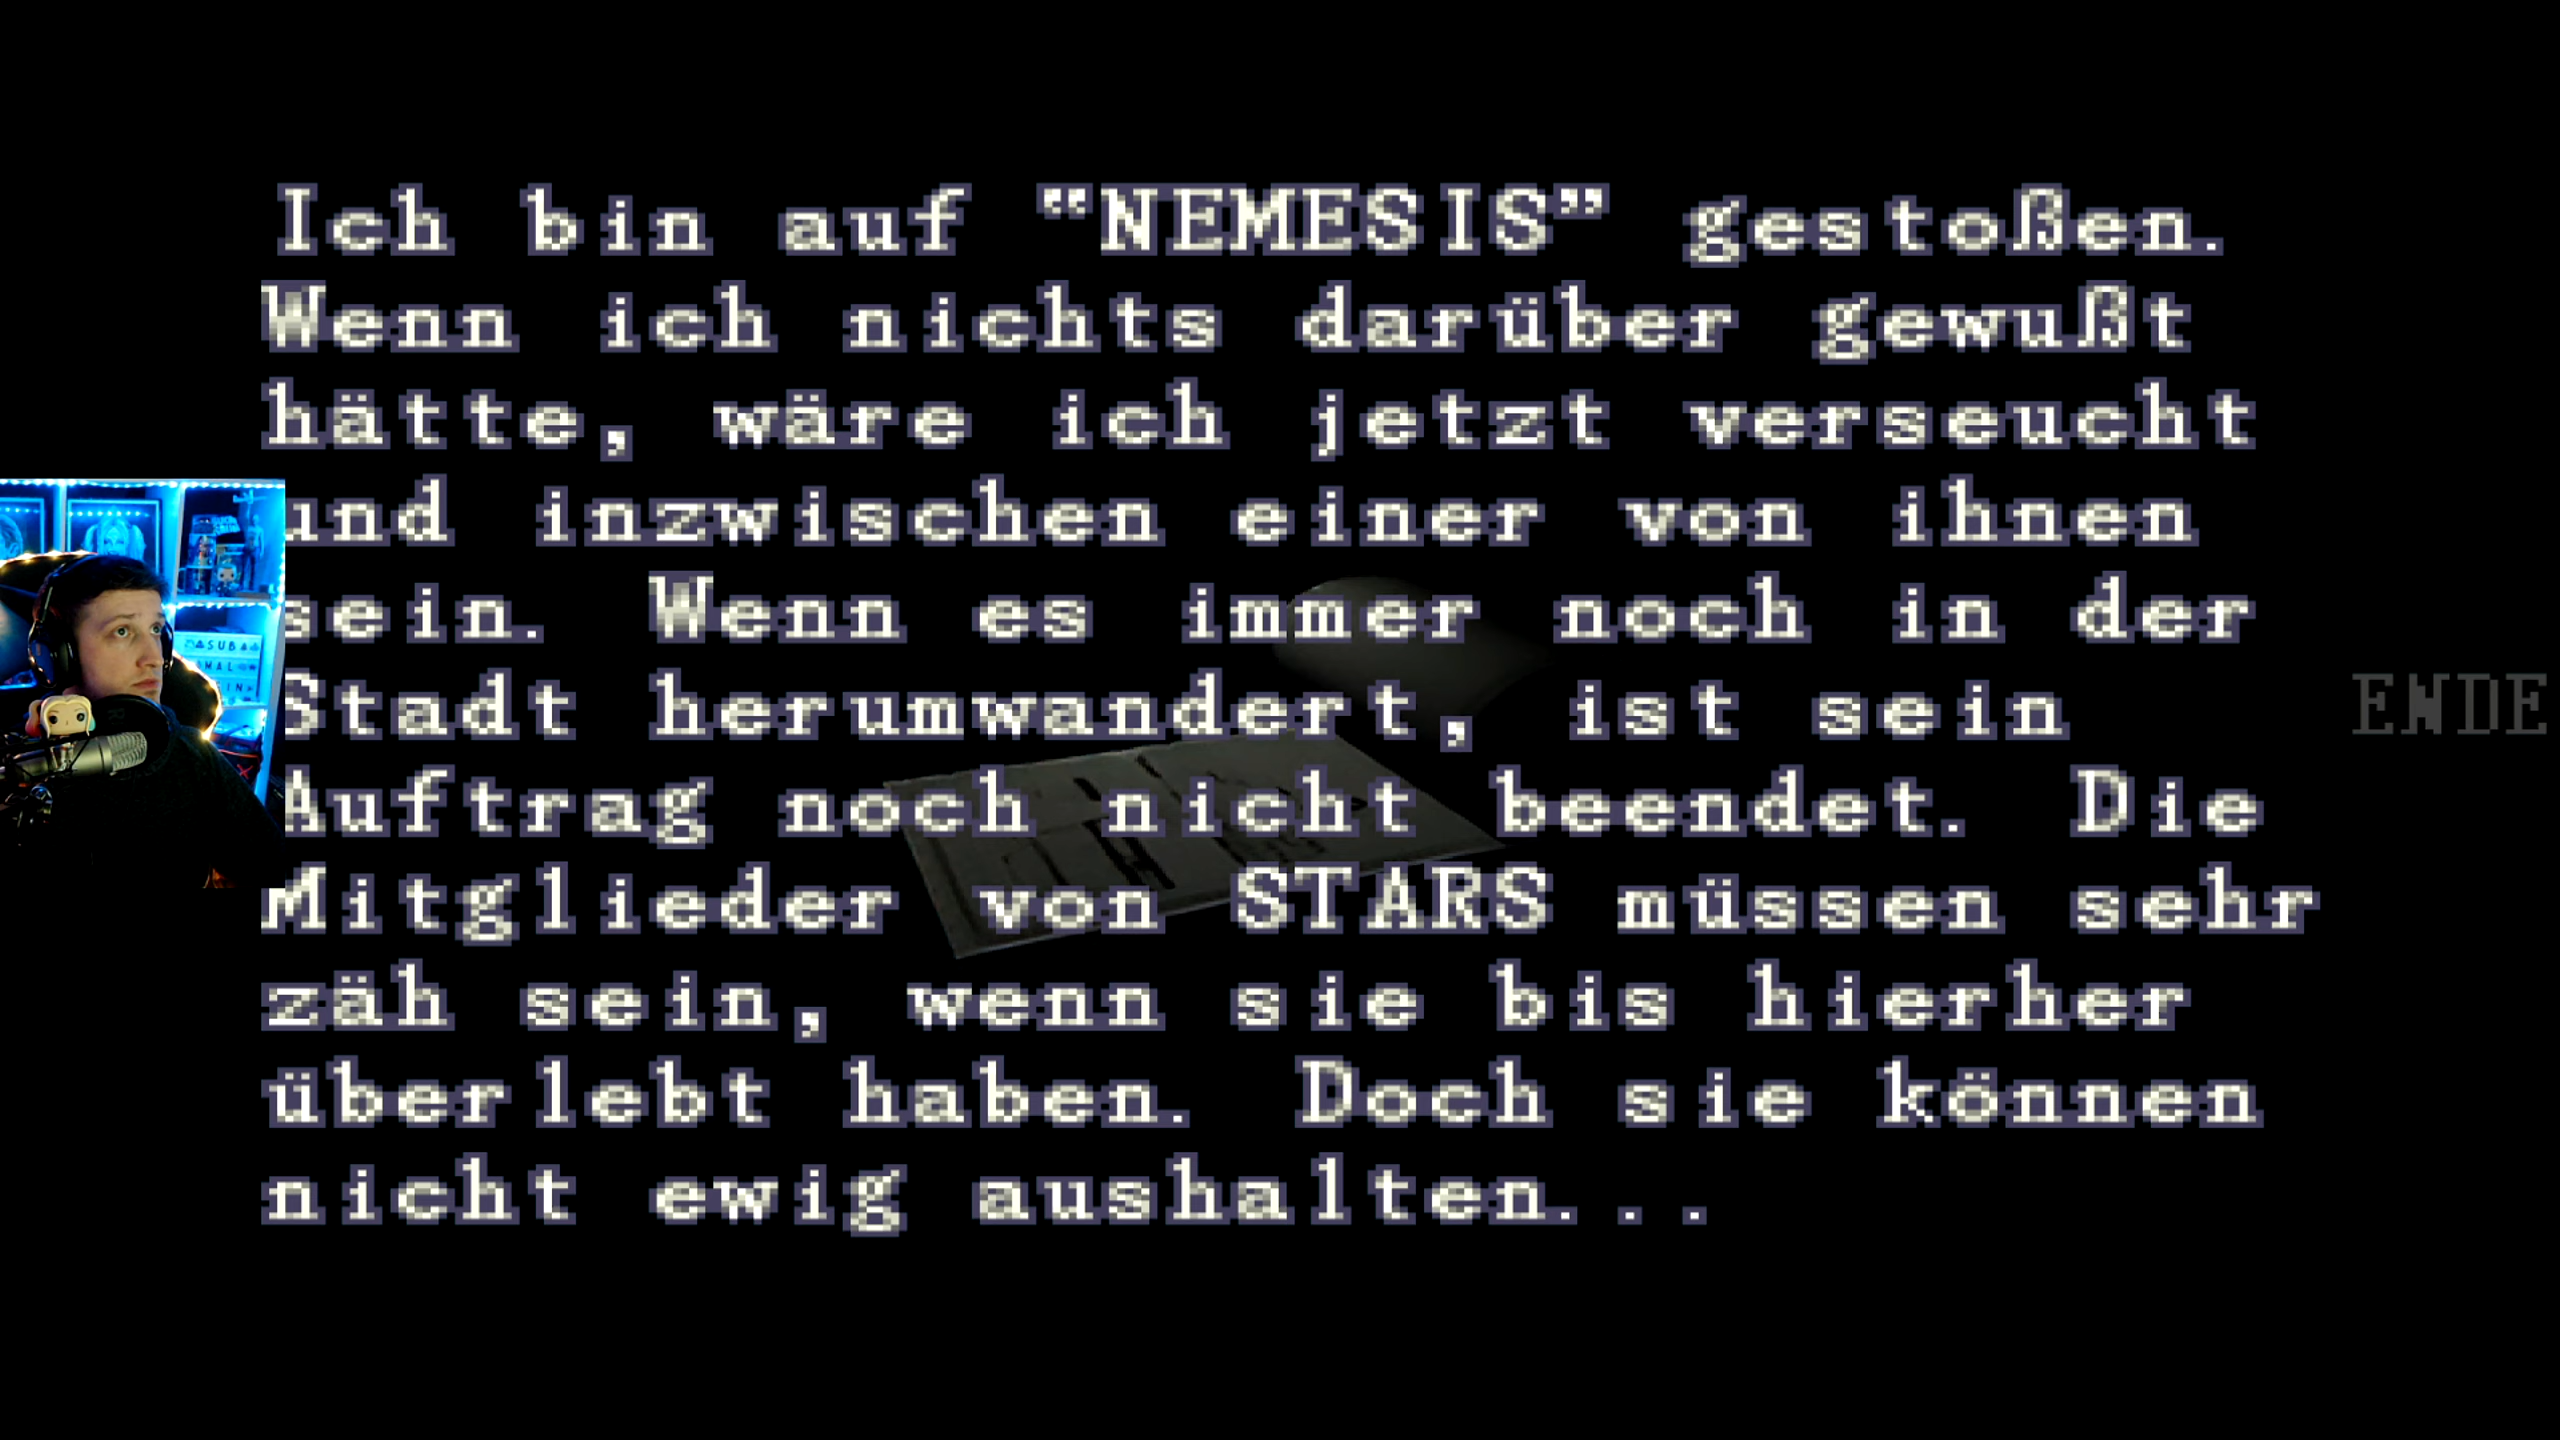 Ich bin auf "NEMESIS" gestoßen.
Wenn ich nichts darüber gewußt
hätte, wäre ich jetzt verseucht
und inzwischen einer von ihnen
sein. Wenn es immer noch in der
Stadt herumwandert, ist sein
Auftrag noch nicht beendet. Die
Mitglieder von STARS müssen sehr
zäh sein, wenn sie bis hierher
überlebt haben. Doch sie können
nicht ewig aushalten...
ENDE
SUB